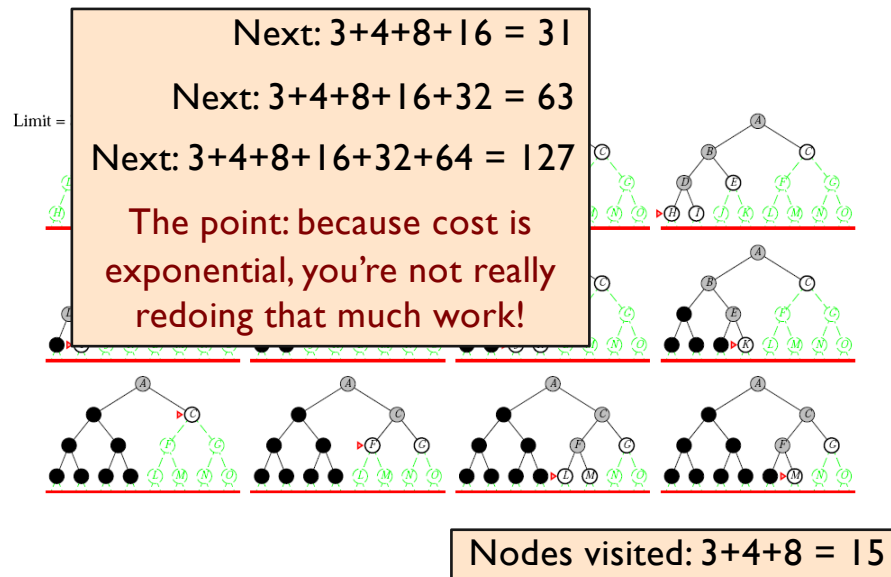 Next: 3+4+8+16 = 31
Next: 3+4+8+16+32 = 63
Next: 3+4+8+16+32+64 = 127
The point: because cost is
exponential, you're not really
redoing that much work!
Limit =
A
C B C
G D E F G
H N O H I J K L M N O
A
B C
G E F G
N O K L M N O
A A A A
C C C C
F G F G F G F G
L M N O L M N O L M N O M N O
Nodes visited: 3+4+8 = 15